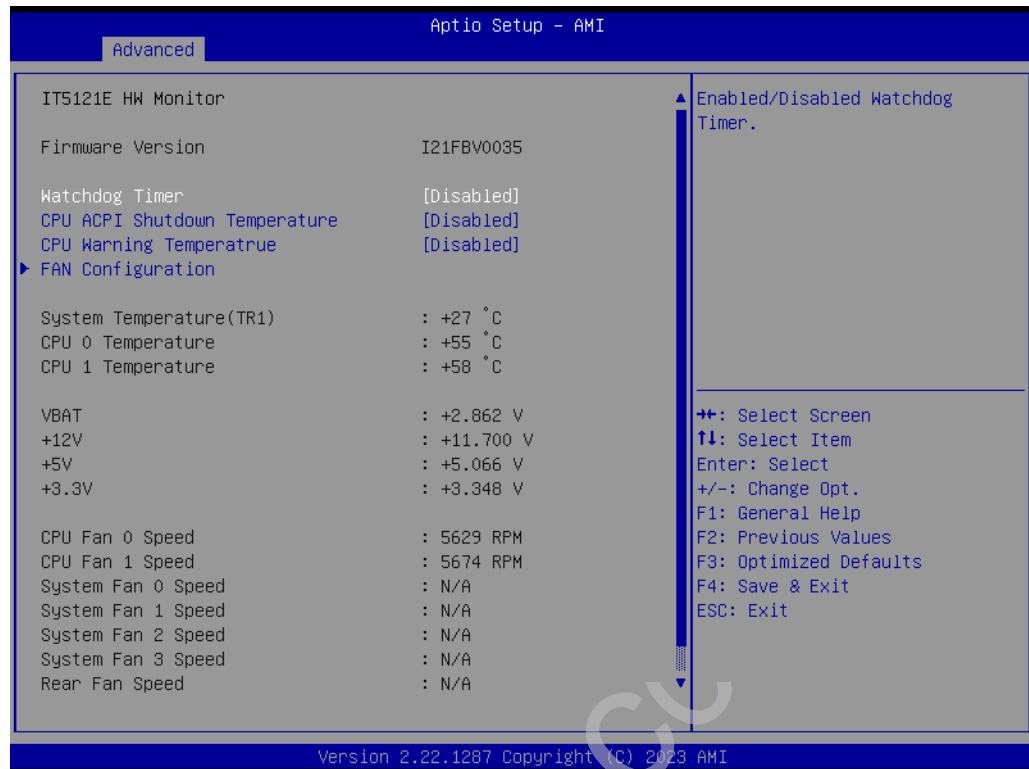 Aptio Setup – AMI
Advanced
IT5121E HW Monitor
Firmware Version I21FBV0035
Watchdog Timer [Disabled]
CPU ACPI Shutdown Temperature [Disabled]
CPU Warning Temperatrue [Disabled]
FAN Configuration
System Temperature(TR1) : +27 °C
CPU 0 Temperature : +55 °C
CPU 1 Temperature : +58 °C
VBAT : +2.862 V
+12V : +11.700 V
+5V : +5.066 V
+3.3V : +3.348 V
CPU Fan 0 Speed : 5629 RPM
CPU Fan 1 Speed : 5674 RPM
System Fan 0 Speed : N/A
System Fan 1 Speed : N/A
System Fan 2 Speed : N/A
System Fan 3 Speed : N/A
Rear Fan Speed : N/A
Enabled/Disabled Watchdog
Timer.
→←: Select Screen
↑↓: Select Item
Enter: Select
+/-: Change Opt.
F1: General Help
F2: Previous Values
F3: Optimized Defaults
F4: Save & Exit
ESC: Exit
Version 2.22.1287 Copyright (C) 2023 AMI